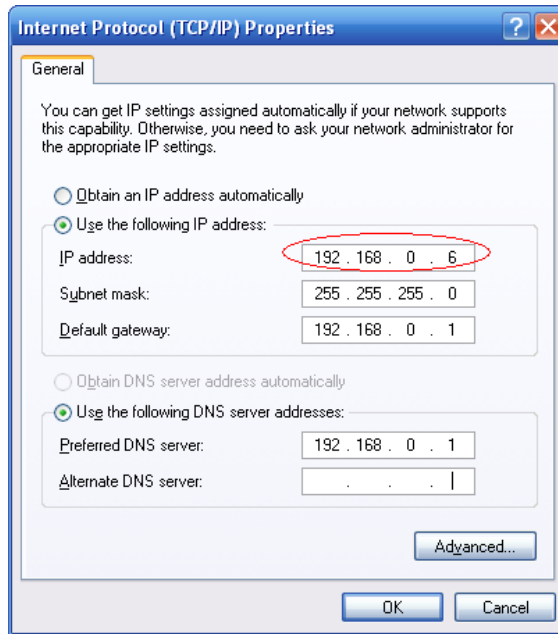 Internet Protocol (TCP/IP) Properties
General
You can get IP settings assigned automatically if your network supports
this capability. Otherwise, you need to ask your network administrator for
the appropriate IP settings.
Obtain an IP address automatically
Use the following IP address:
IP address: 192 . 168 . 0 . 6
Subnet mask: 255 . 255 . 255 . 0
Default gateway: 192 . 168 . 0 . 1
Obtain DNS server address automatically
Use the following DNS server addresses:
Preferred DNS server: 192 . 168 . 0 . 1
Alternate DNS server: . . .
Advanced...
OK Cancel